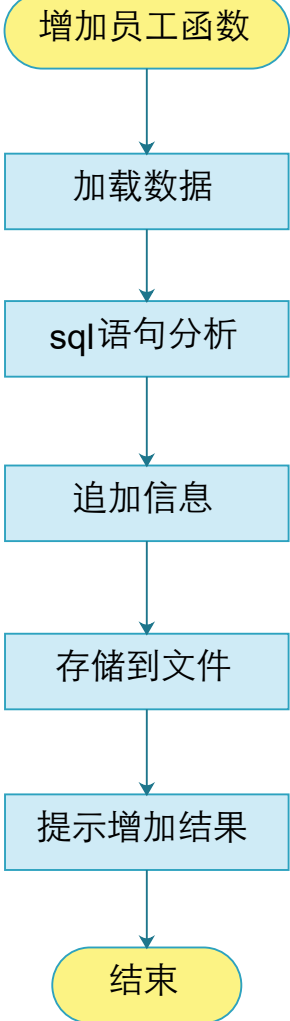 增加员工函数
加载数据
sql语句分析
追加信息
存储到文件
提示增加结果
结束